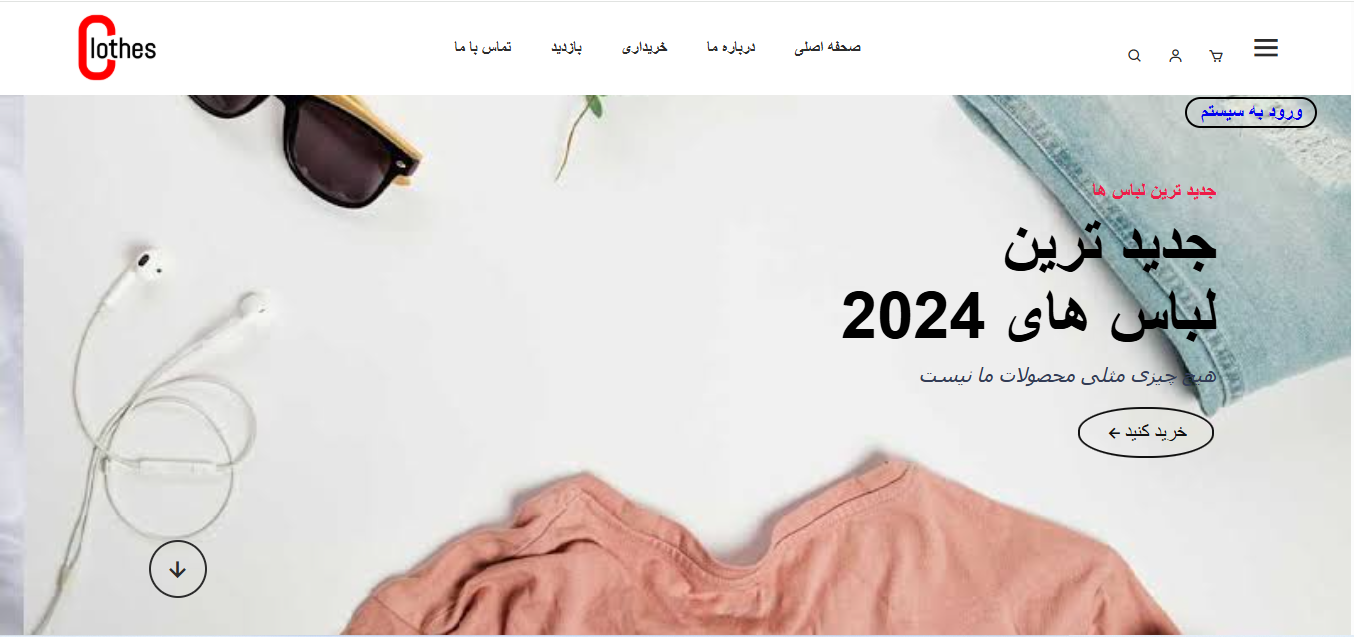 Clothes
صحفه اصلی
درباره ما
خریداری
بازدید
تماس با ما
ورود به سیستم
جدید ترین لباس ها
جدید ترین
لباس های 2024
هیچ چیزی مثلی محصولات ما نیست
خرید کنید